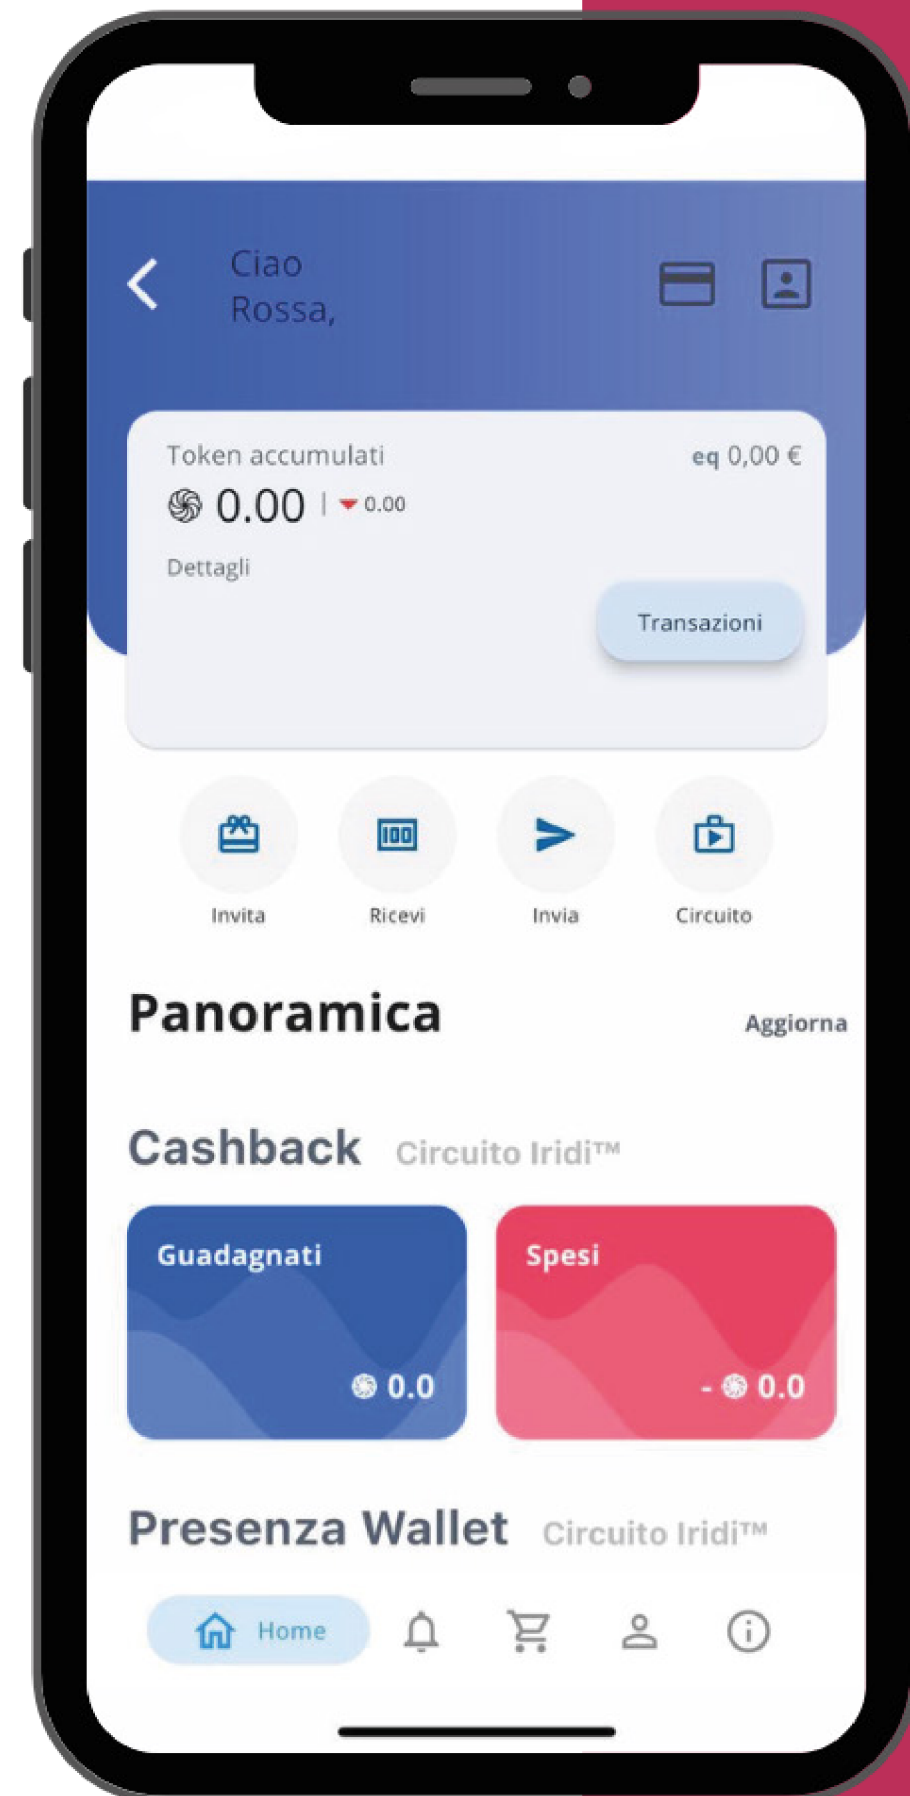 Ciao
Rossa,
Token accumulati
eq 0,00 €
0.00 | 0.00
Dettagli
Transazioni
100
Invita
Ricevi
Invia
Circuito
Panoramica
Aggiorna
Cashback Circuito Iridi™
Guadagnati
0.0
Spesi
- 0.0
Presenza Wallet Circuito Iridi™
Home